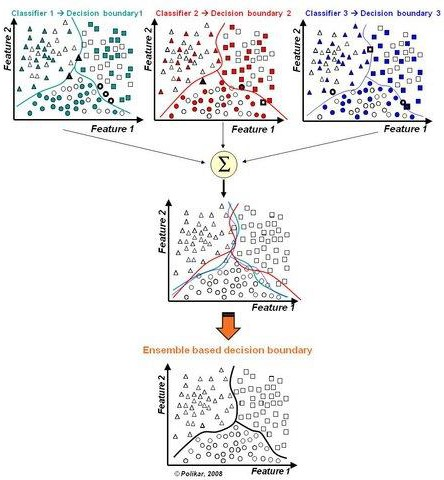 Classifier 1 → Decision boundary1
Classifier 2 → Decision boundary 2
Classifier 3 → Decision boundary 3
Feature 2
Feature 1
Feature 2
Feature 1
Feature 2
Feature 1
Σ
Feature 2
Feature 1
Ensemble based decision boundary
Feature 2
Feature 1
© Polikar, 2008